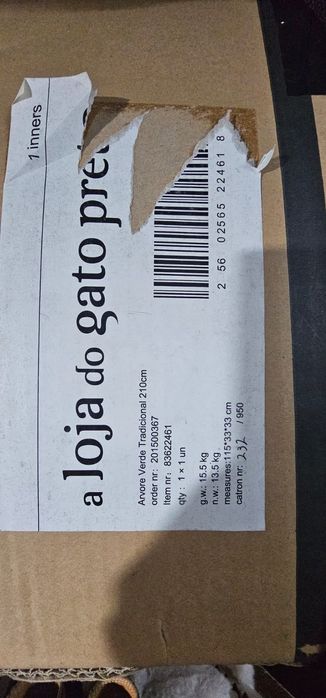 1 inners
a loja do gato pret
Arvore Verde Tradicional 210cm
order nr: 201500367
Item nr: 83622461
qty : 1 × 1 un
g.w.: 15.5 kg
n.w.: 13.5 kg
measures:115*33*33 cm
catron nr: 232 / 950
2 56 02565 22461 8